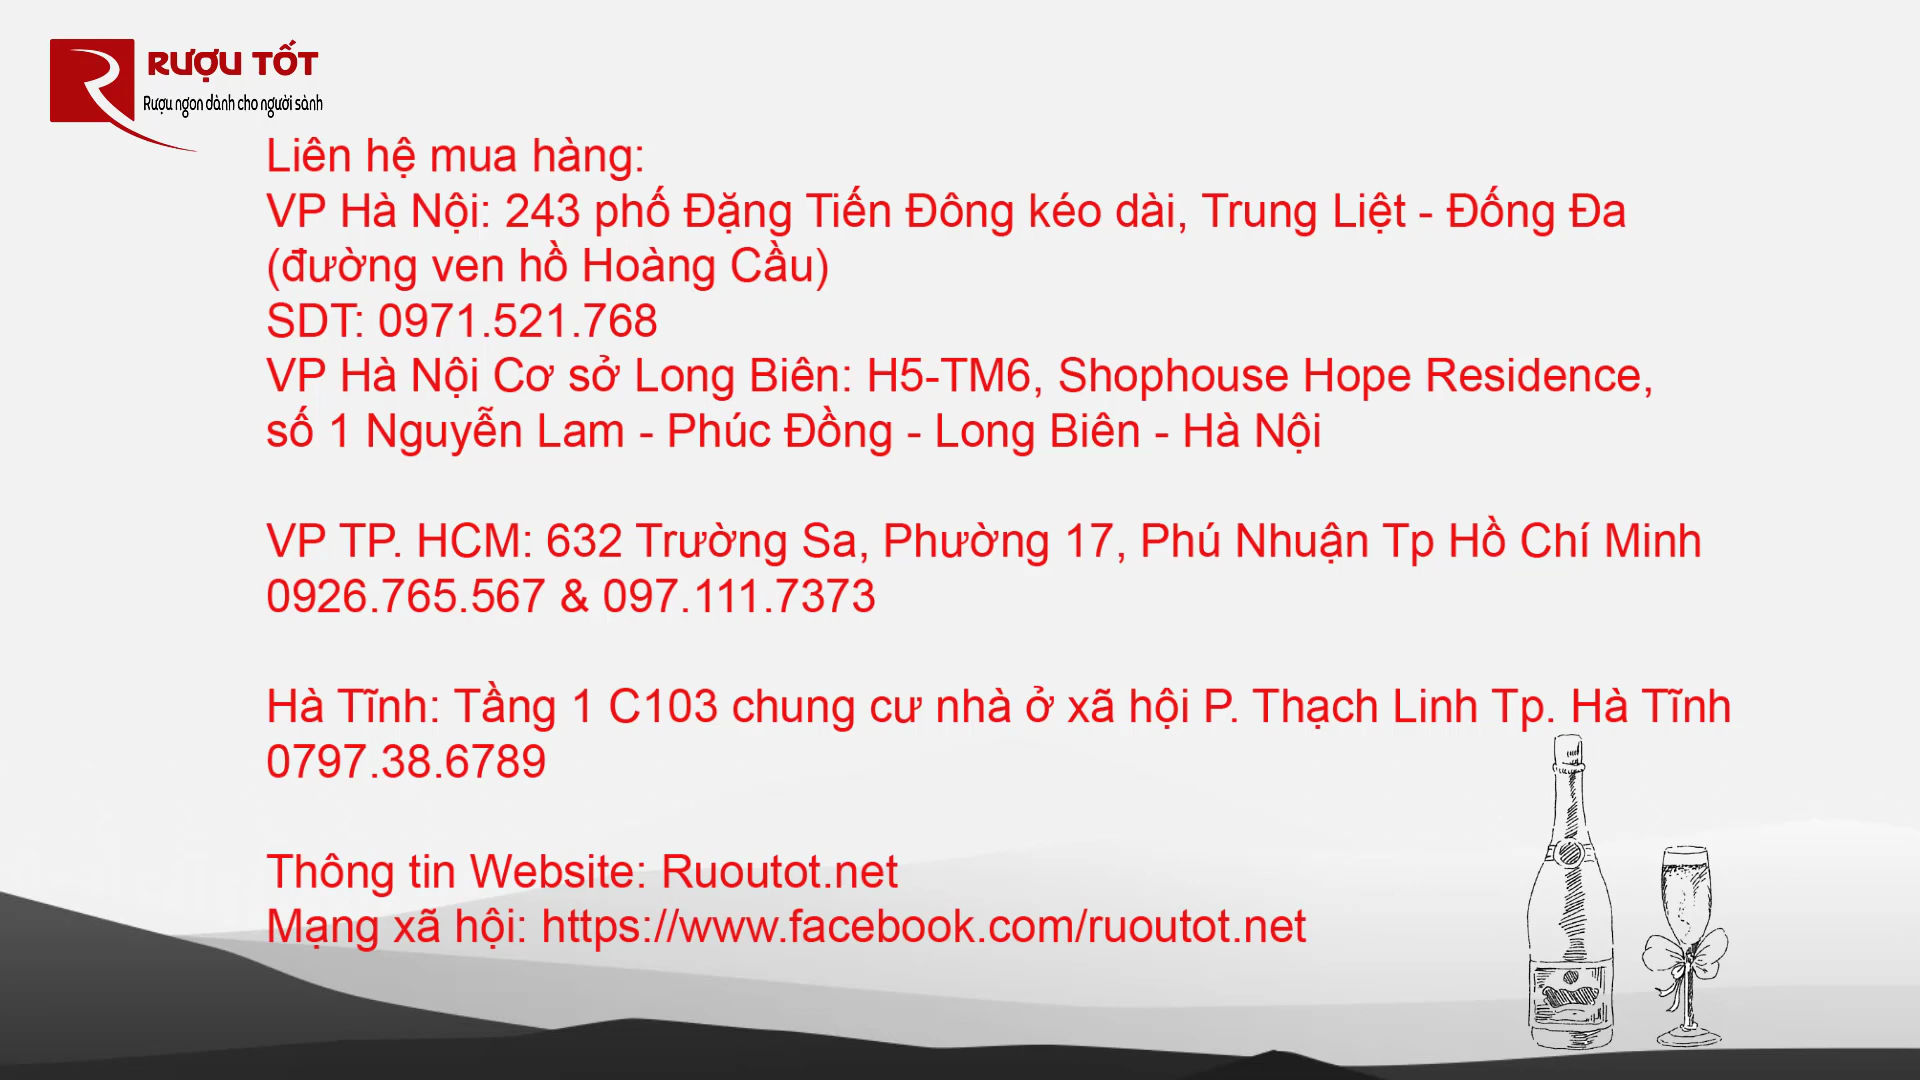 RƯỢU TỐT
Rượu ngon dành cho người sành
Liên hệ mua hàng:
VP Hà Nội: 243 phố Đặng Tiến Đông kéo dài, Trung Liệt - Đống Đa
(đường ven hồ Hoàng Cầu)
SDT: 0971.521.768
VP Hà Nội Cơ sở Long Biên: H5-TM6, Shophouse Hope Residence,
số 1 Nguyễn Lam - Phúc Đồng - Long Biên - Hà Nội
VP TP. HCM: 632 Trường Sa, Phường 17, Phú Nhuận Tp Hồ Chí Minh
0926.765.567 & 097.111.7373
Hà Tĩnh: Tầng 1 C103 chung cư nhà ở xã hội P. Thạch Linh Tp. Hà Tĩnh
0797.38.6789
Thông tin Website: Ruoutot.net
Mạng xã hội: https://www.facebook.com/ruoutot.net